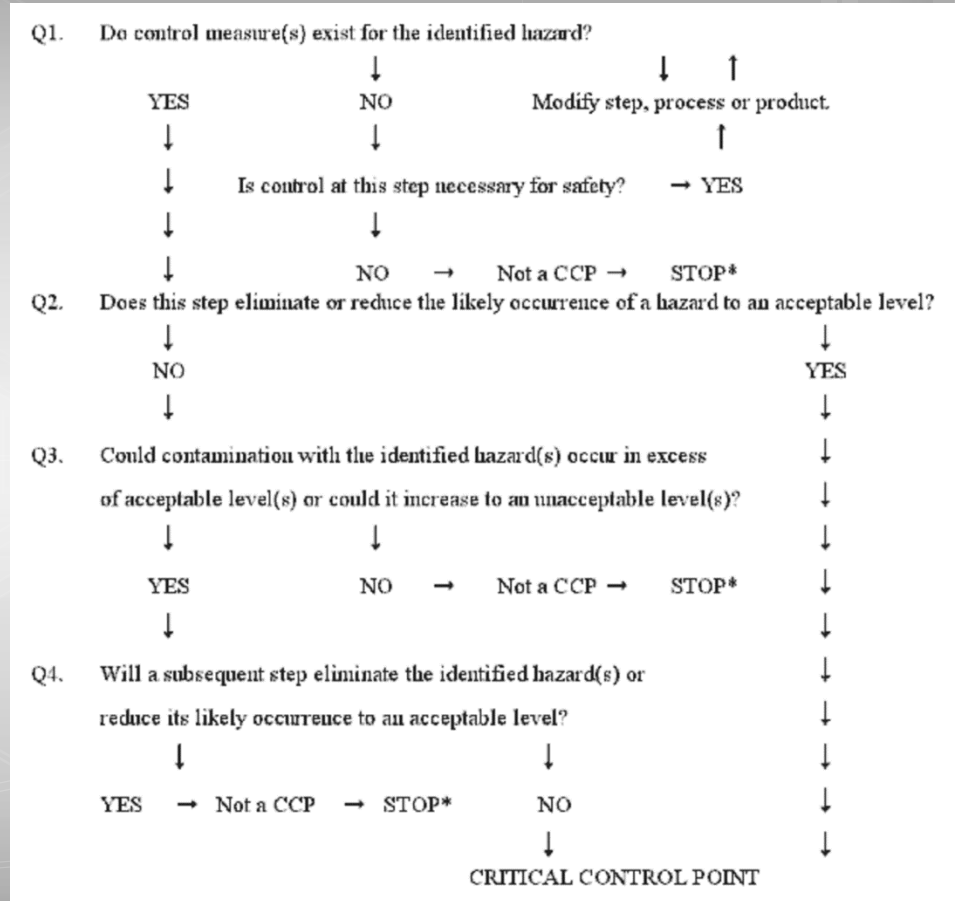 Q1. Do control measure(s) exist for the identified hazard?
↓ ↓ ↑
YES NO Modify step, process or product.
↓ ↓ ↑
↓ Is control at this step necessary for safety? → YES
↓ ↓
↓ NO → Not a CCP → STOP*
Q2. Does this step eliminate or reduce the likely occurrence of a hazard to an acceptable level?
↓ ↓
NO YES
↓ ↓
Q3. Could contamination with the identified hazard(s) occur in excess ↓
of acceptable level(s) or could it increase to an unacceptable level(s)? ↓
↓ ↓ ↓
YES NO → Not a CCP → STOP* ↓
↓ ↓
Q4. Will a subsequent step eliminate the identified hazard(s) or ↓
reduce its likely occurrence to an acceptable level? ↓
↓ ↓ ↓
YES → Not a CCP → STOP* NO ↓
↓ ↓
CRITICAL CONTROL POINT